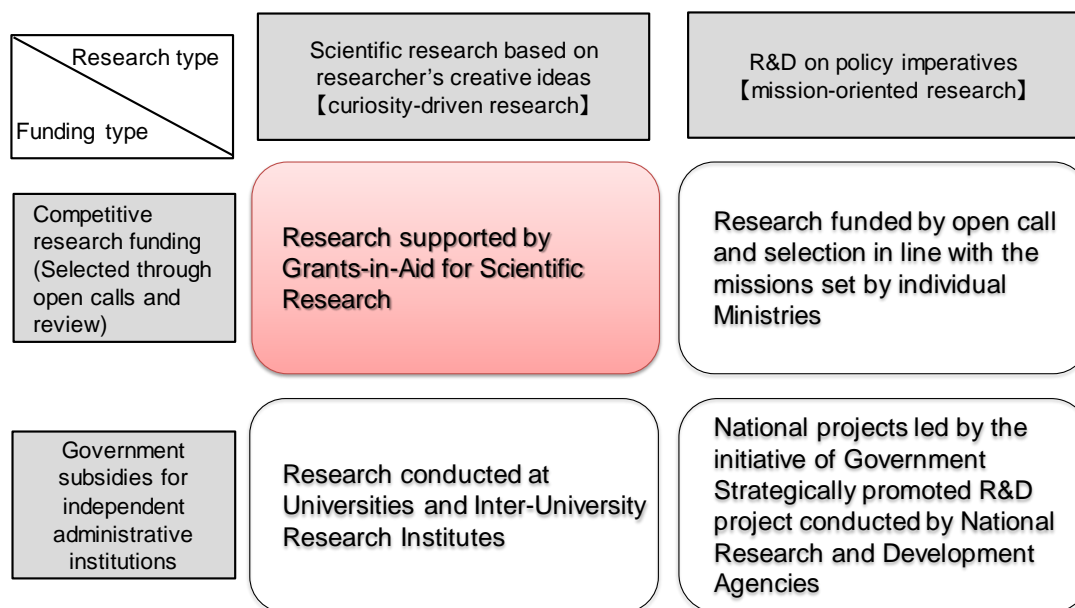 Research type
Funding type
Scientific research based on
researcher's creative ideas
【curiosity-driven research】
R&D on policy imperatives
【mission-oriented research】
Competitive
research funding
(Selected through
open calls and
review)
Research supported by
Grants-in-Aid for Scientific
Research
Research funded by open call
and selection in line with the
missions set by individual
Ministries
Government
subsidies for
independent
administrative
institutions
Research conducted at
Universities and Inter-University
Research Institutes
National projects led by the
initiative of Government
Strategically promoted R&D
project conducted by National
Research and Development
Agencies